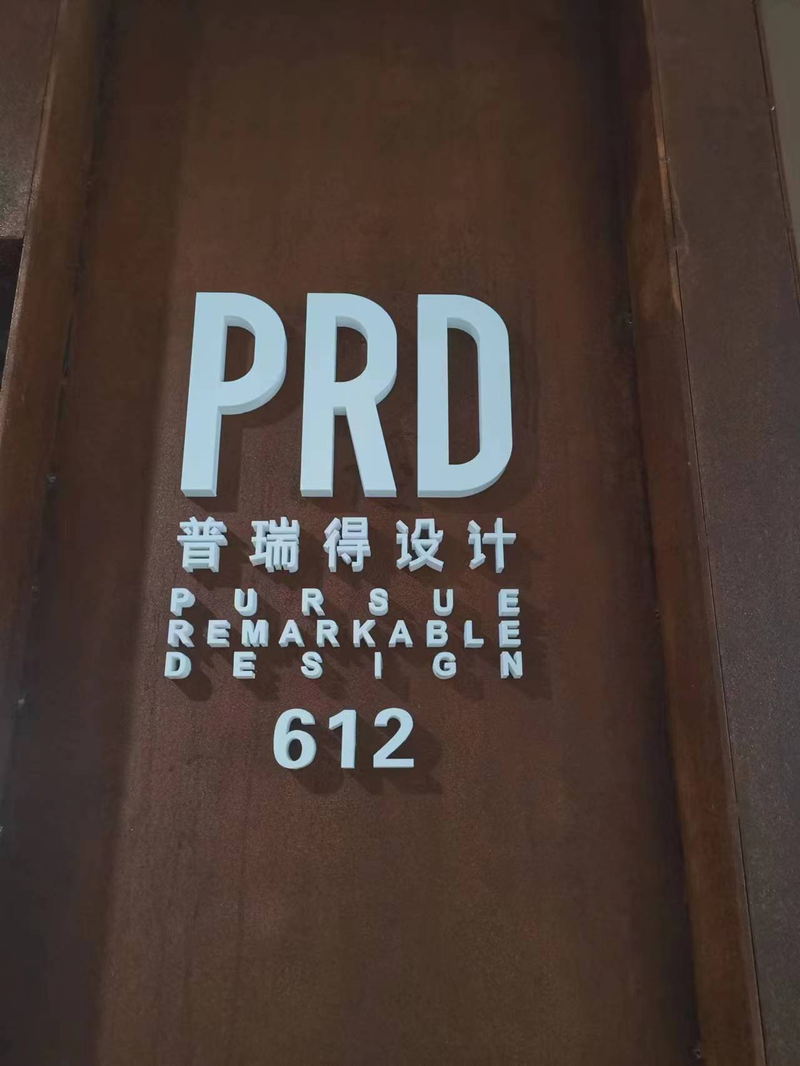 PRD
普瑞得设计
PURSUE
REMARKABLE
DESIGN
612